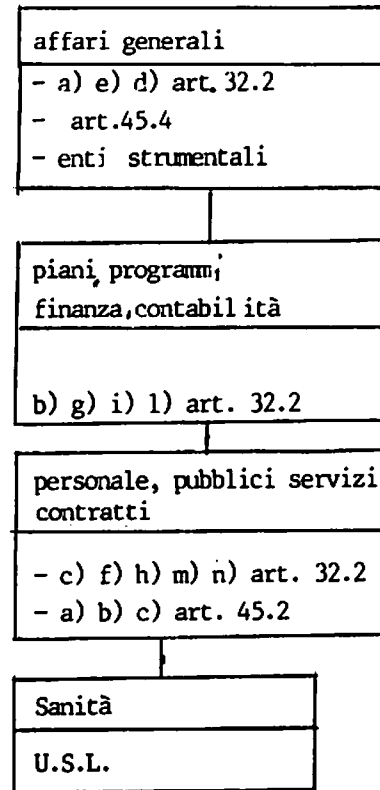 affari generali
- a) e) d) art. 32.2
- art.45.4
- enti strumentali
piani, programmi
finanza, contabilità
b) g) i) l) art. 32.2
personale, pubblici servizi
contratti
- c) f) h) m) n) art. 32.2
- a) b) c) art. 45.2
Sanità
U.S.L.